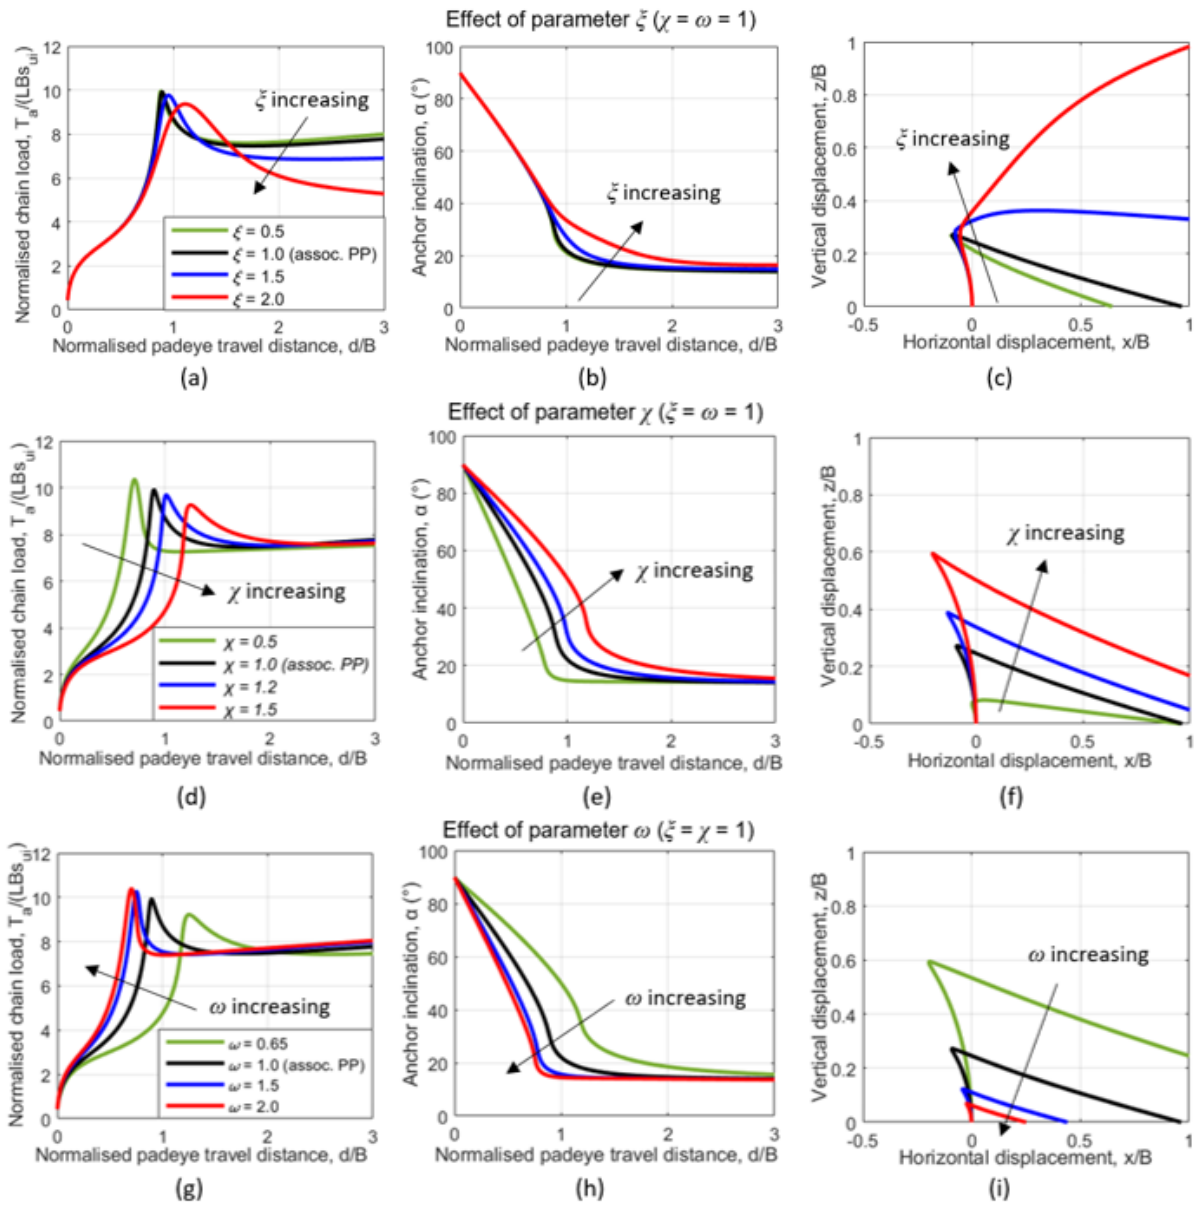 Effect of parameter ξ (χ = ω = 1)
Normalised chain load, Tₐ/(LBsᵤᵢ)
12
10
8
6
4
2
0
ξ increasing
ξ = 0.5
ξ = 1.0 (assoc. PP)
ξ = 1.5
ξ = 2.0
0 1 2 3
Normalised padeye travel distance, d/B
(a)
Anchor inclination, α (°)
100
80
60
40
20
0
ξ increasing
0 1 2 3
Normalised padeye travel distance, d/B
(b)
Vertical displacement, z/B
1
0.8
0.6
0.4
0.2
0
ξ increasing
-0.5 0 0.5 1
Horizontal displacement, x/B
(c)
Effect of parameter χ (ξ = ω = 1)
Normalised chain load, Tₐ/(LBsᵤᵢ)
12
10
8
6
4
2
0
χ increasing
χ = 0.5
χ = 1.0 (assoc. PP)
χ = 1.2
χ = 1.5
0 1 2 3
Normalised padeye travel distance, d/B
(d)
Anchor inclination, α (°)
100
80
60
40
20
0
χ increasing
0 1 2 3
Normalised padeye travel distance, d/B
(e)
Vertical displacement, z/B
1
0.8
0.6
0.4
0.2
0
χ increasing
-0.5 0 0.5 1
Horizontal displacement, x/B
(f)
Effect of parameter ω (ξ = χ = 1)
Normalised chain load, Tₐ/(LBsᵤᵢ)
12
10
8
6
4
2
0
ω increasing
ω = 0.65
ω = 1.0 (assoc. PP)
ω = 1.5
ω = 2.0
0 1 2 3
Normalised padeye travel distance, d/B
(g)
Anchor inclination, α (°)
100
80
60
40
20
0
ω increasing
0 1 2 3
Normalised padeye travel distance, d/B
(h)
Vertical displacement, z/B
1
0.8
0.6
0.4
0.2
0
ω increasing
-0.5 0 0.5 1
Horizontal displacement, x/B
(i)